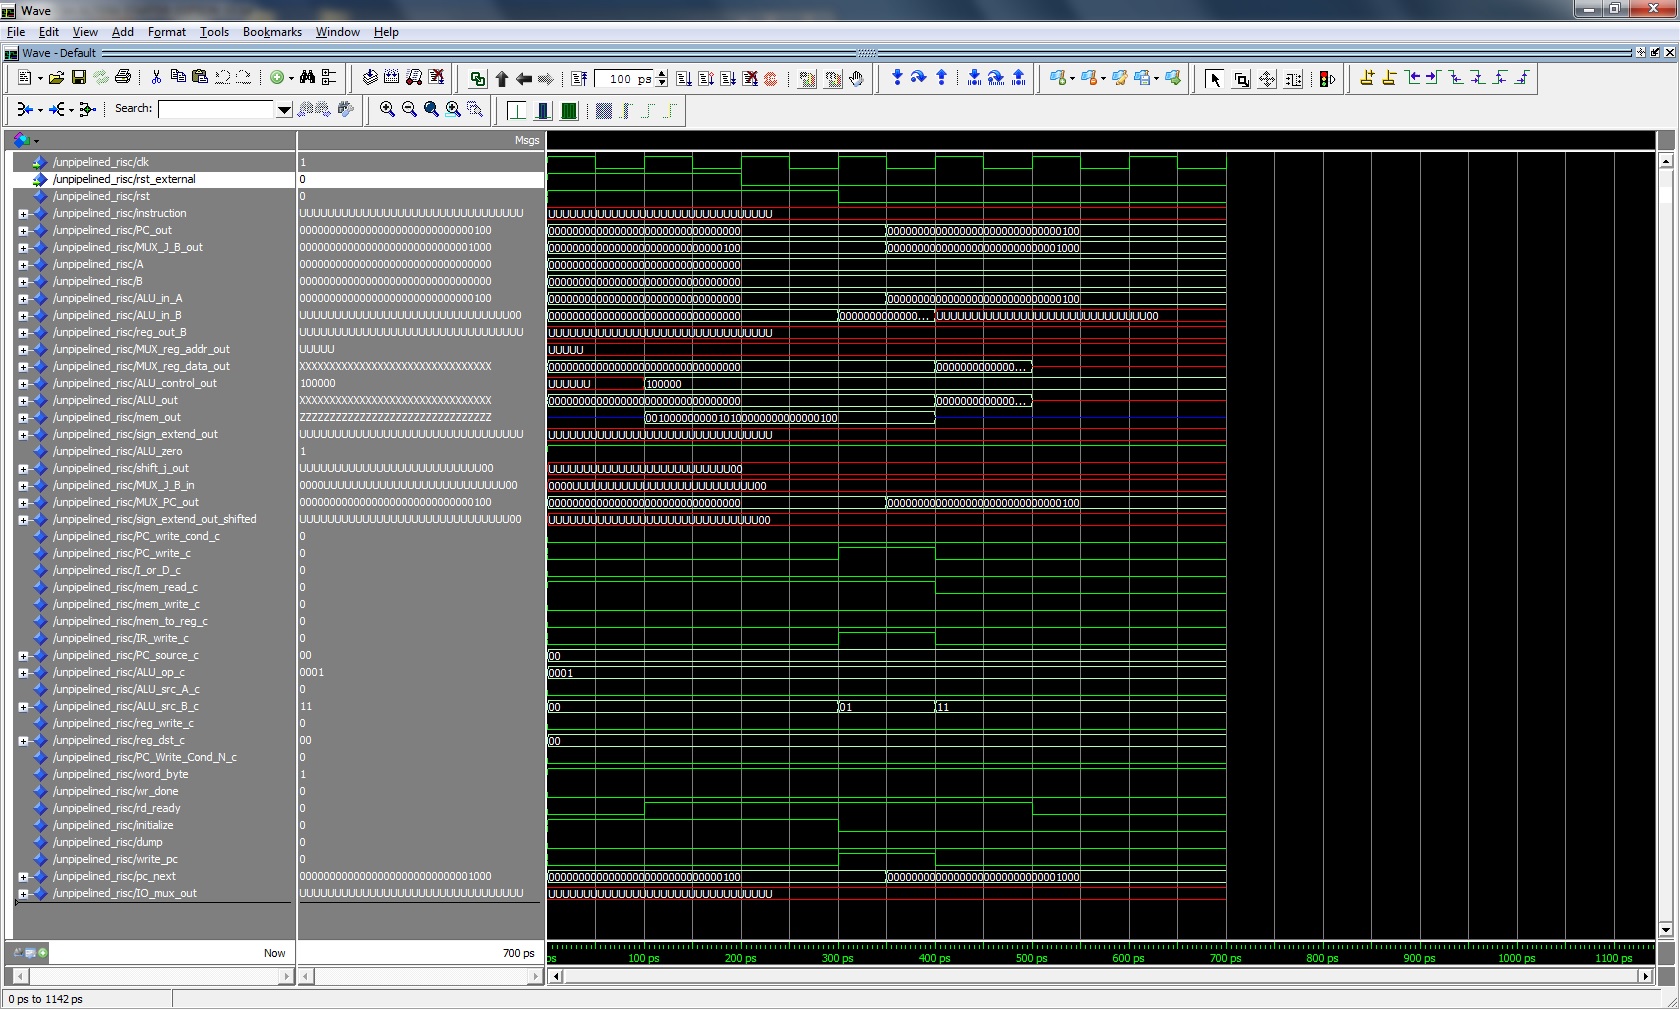 Wave
File Edit View Add Format Tools Bookmarks Window Help
Wave - Default
100 ps
Search:
Msgs
/unpipelined_risc/clk 1
/unpipelined_risc/rst_external 0
/unpipelined_risc/rst 0
/unpipelined_risc/instruction UUUUUUUUUUUUUUUUUUUUUUUUUUUUUUUU UUUUUUUUUUUUUUUUUUUUUUUUUUUUUUUU
/unpipelined_risc/PC_out 00000000000000000000000000000100 00000000000000000000000000000000 00000000000000000000000000000100
/unpipelined_risc/MUX_J_B_out 00000000000000000000000000001000 00000000000000000000000000000100 00000000000000000000000000001000
/unpipelined_risc/A 00000000000000000000000000000000 00000000000000000000000000000000
/unpipelined_risc/B 00000000000000000000000000000000 00000000000000000000000000000000
/unpipelined_risc/ALU_in_A 00000000000000000000000000000100 00000000000000000000000000000000 00000000000000000000000000000100
/unpipelined_risc/ALU_in_B UUUUUUUUUUUUUUUUUUUUUUUUUUUUUU00 00000000000000000000000000000000 0000000000000... UUUUUUUUUUUUUUUUUUUUUUUUUUUUUU00
/unpipelined_risc/reg_out_B UUUUUUUUUUUUUUUUUUUUUUUUUUUUUUUU UUUUUUUUUUUUUUUUUUUUUUUUUUUUUUUU
/unpipelined_risc/MUX_reg_addr_out UUUUU UUUUU
/unpipelined_risc/MUX_reg_data_out XXXXXXXXXXXXXXXXXXXXXXXXXXXXXXXX 00000000000000000000000000000000 0000000000000...
/unpipelined_risc/ALU_control_out 100000 UUUUUU 100000
/unpipelined_risc/ALU_out XXXXXXXXXXXXXXXXXXXXXXXXXXXXXXXX 00000000000000000000000000000000 0000000000000...
/unpipelined_risc/mem_out ZZZZZZZZZZZZZZZZZZZZZZZZZZZZZZZZ 00100000000010100000000000000100
/unpipelined_risc/sign_extend_out UUUUUUUUUUUUUUUUUUUUUUUUUUUUUUUU UUUUUUUUUUUUUUUUUUUUUUUUUUUUUUUU
/unpipelined_risc/ALU_zero 1
/unpipelined_risc/shift_j_out UUUUUUUUUUUUUUUUUUUUUUUUUU00 UUUUUUUUUUUUUUUUUUUUUUUUUU00
/unpipelined_risc/MUX_J_B_in 0000UUUUUUUUUUUUUUUUUUUUUUUUUU00 0000UUUUUUUUUUUUUUUUUUUUUUUUUU00
/unpipelined_risc/MUX_PC_out 00000000000000000000000000000100 00000000000000000000000000000000 00000000000000000000000000000100
/unpipelined_risc/sign_extend_out_shifted UUUUUUUUUUUUUUUUUUUUUUUUUUUUUU00 UUUUUUUUUUUUUUUUUUUUUUUUUUUUUU00
/unpipelined_risc/PC_write_cond_c 0
/unpipelined_risc/PC_write_c 0
/unpipelined_risc/I_or_D_c 0
/unpipelined_risc/mem_read_c 0
/unpipelined_risc/mem_write_c 0
/unpipelined_risc/mem_to_reg_c 0
/unpipelined_risc/IR_write_c 0
/unpipelined_risc/PC_source_c 00 00
/unpipelined_risc/ALU_op_c 0001 0001
/unpipelined_risc/ALU_src_A_c 0
/unpipelined_risc/ALU_src_B_c 11 00 01 11
/unpipelined_risc/reg_write_c 0
/unpipelined_risc/reg_dst_c 00 00
/unpipelined_risc/PC_Write_Cond_N_c 0
/unpipelined_risc/word_byte 1
/unpipelined_risc/wr_done 0
/unpipelined_risc/rd_ready 0
/unpipelined_risc/initialize 0
/unpipelined_risc/dump 0
/unpipelined_risc/write_pc 0
/unpipelined_risc/pc_next 00000000000000000000000000001000 00000000000000000000000000000100 00000000000000000000000000001000
/unpipelined_risc/IO_mux_out UUUUUUUUUUUUUUUUUUUUUUUUUUUUUUUU UUUUUUUUUUUUUUUUUUUUUUUUUUUUUUUU
Now 700 ps
ps 100 ps 200 ps 300 ps 400 ps 500 ps 600 ps 700 ps 800 ps 900 ps 1000 ps 1100 ps
0 ps to 1142 ps